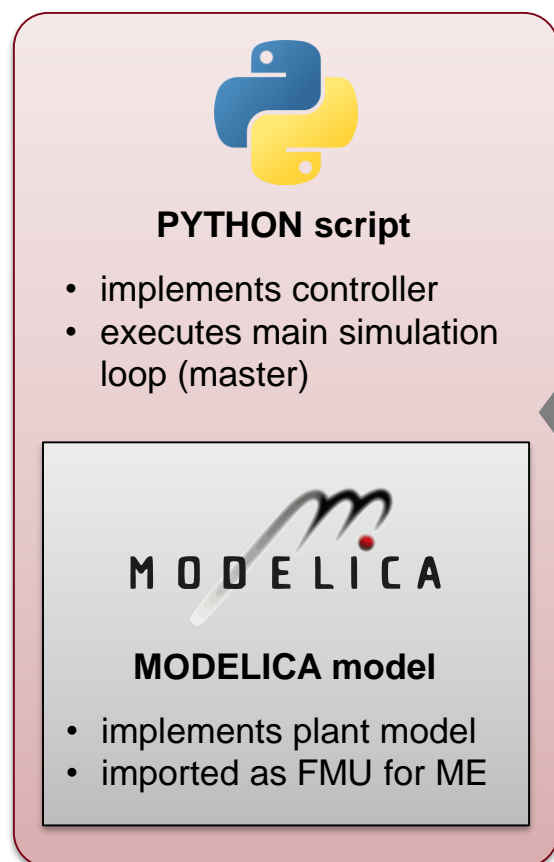 PYTHON script
• implements controller
• executes main simulation
loop (master)
MODELICA
MODELICA model
• implements plant model
• imported as FMU for ME